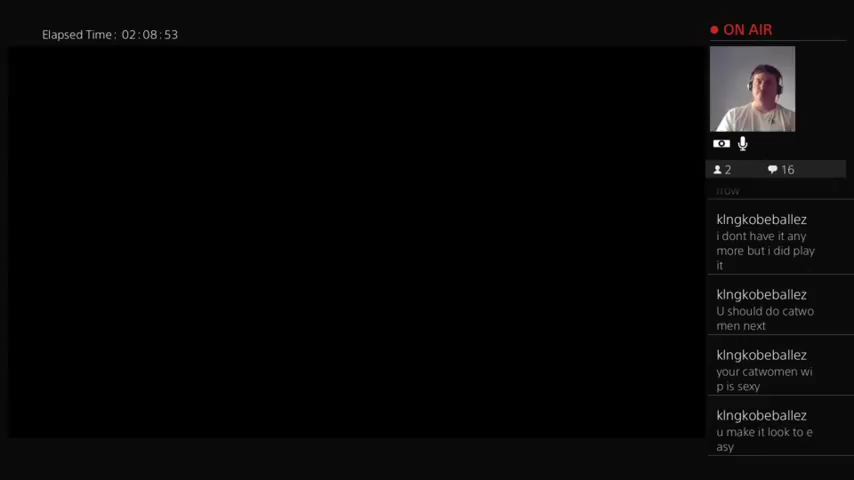 Elapsed Time: 02:08:53
ON AIR
2
16
rrow
klngkobeballez
i dont have it any
more but i did play
it
klngkobeballez
U should do catwo
men next
klngkobeballez
your catwomen wi
p is sexy
klngkobeballez
u make it look to e
asy